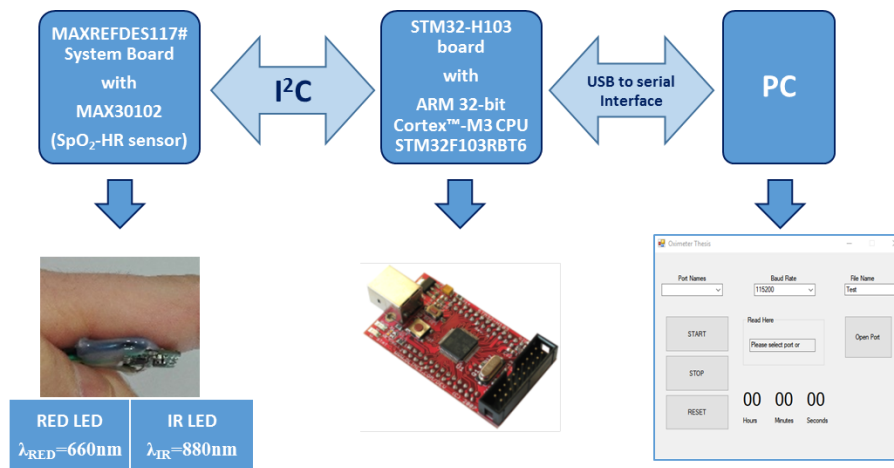 MAXREFDES117#
System Board
with
MAX30102
(SpO₂-HR sensor)
I²C
STM32-H103
board
with
ARM 32-bit
Cortex™-M3 CPU
STM32F103RBT6
USB to serial
Interface
PC
RED LED
λRED=660nm
IR LED
λIR=880nm
Oximeter Thesis
Port Names
Baud Rate
115200
File Name
Test
START
STOP
RESET
Read Here
Please select port or
Open Port
00 00 00
Hours Minutes Seconds